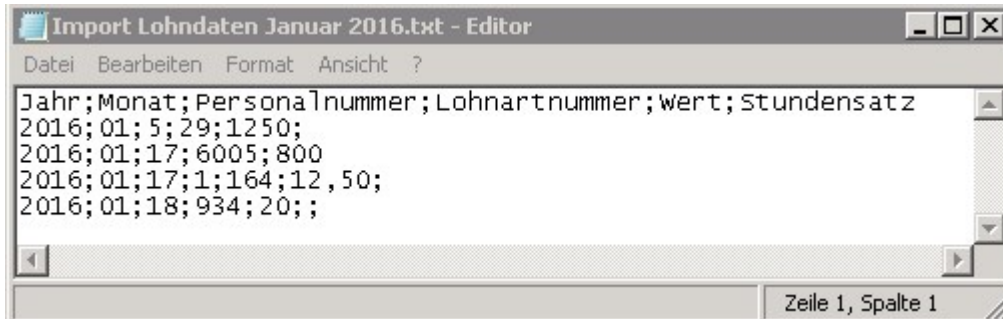 Import Lohndaten Januar 2016.txt - Editor
Datei Bearbeiten Format Ansicht ?
Jahr;Monat;Personalnummer;Lohnartnummer;Wert;Stundensatz
2016;01;5;29;1250;
2016;01;17;6005;800
2016;01;17;1;164;12,50;
2016;01;18;934;20;;
Zeile 1, Spalte 1